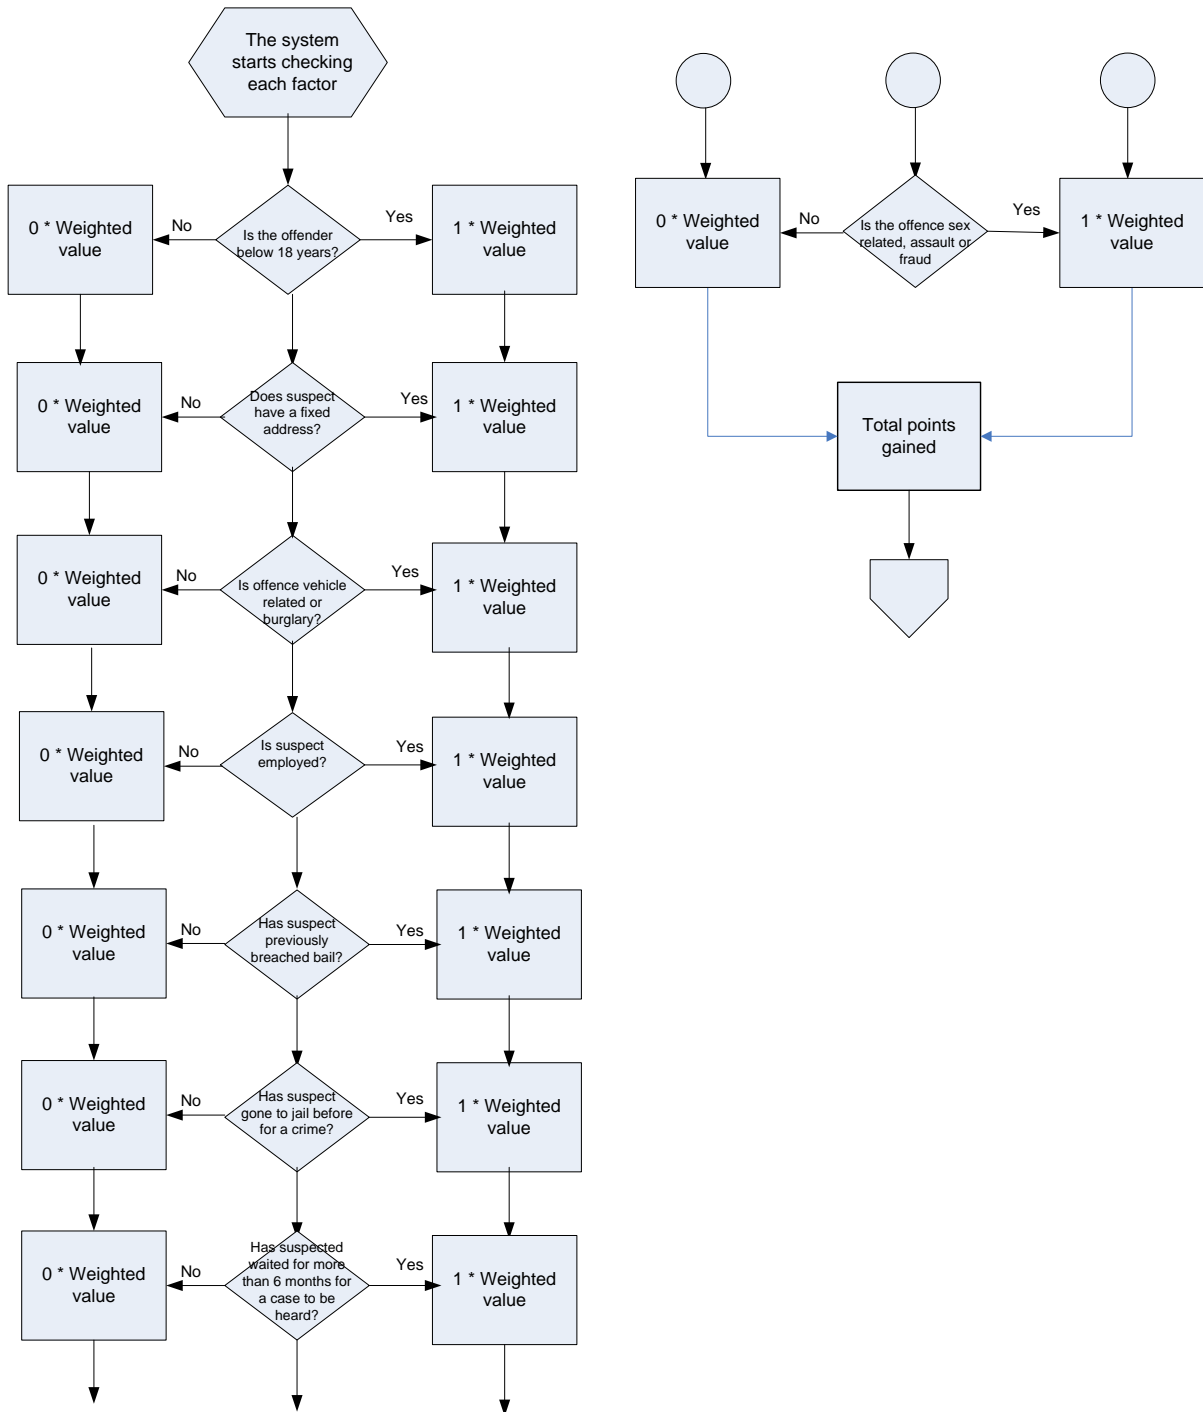 The system
starts checking
each factor
0 * Weighted
value
No
Is the offender
below 18 years?
Yes
1 * Weighted
value
0 * Weighted
value
No
Does suspect
have a fixed
address?
Yes
1 * Weighted
value
0 * Weighted
value
No
Is offence vehicle
related or
burglary?
Yes
1 * Weighted
value
0 * Weighted
value
No
Is suspect
employed?
Yes
1 * Weighted
value
0 * Weighted
value
No
Has suspect
previously
breached bail?
Yes
1 * Weighted
value
0 * Weighted
value
No
Has suspect
gone to jail before
for a crime?
Yes
1 * Weighted
value
0 * Weighted
value
No
Has suspected
waited for more
than 6 months for
a case to be
heard?
Yes
1 * Weighted
value
0 * Weighted
value
No
Is the offence sex
related, assault or
fraud
Yes
1 * Weighted
value
Total points
gained